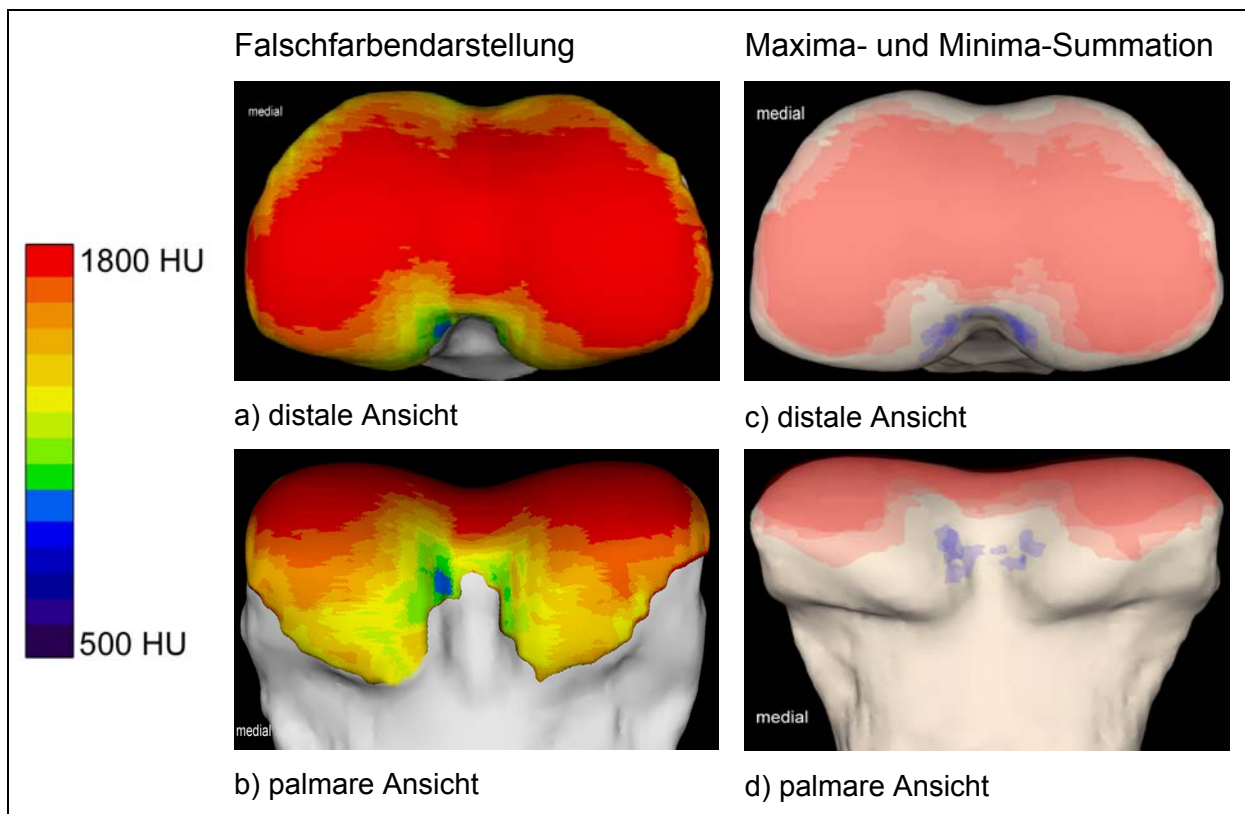 Falschfarbendarstellung
Maxima- und Minima-Summation
medial
medial
1800 HU
500 HU
a) distale Ansicht
c) distale Ansicht
medial
medial
b) palmare Ansicht
d) palmare Ansicht